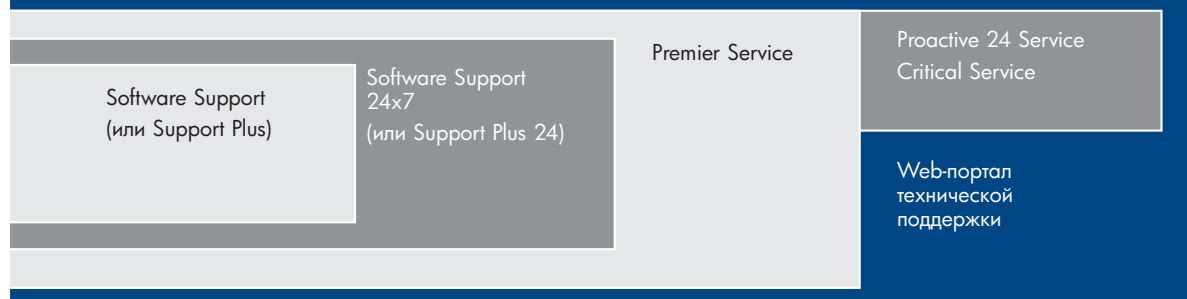 Software Support
(или Support Plus)
Software Support
24x7
(или Support Plus 24)
Premier Service
Proactive 24 Service
Critical Service
Web-портал
технической
поддержки